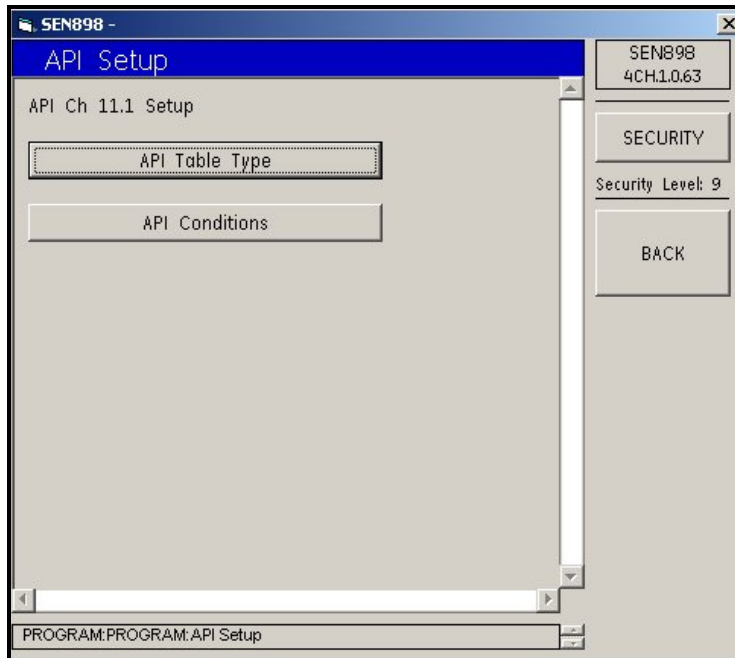 SEN898 -
API Setup
API Ch 11.1 Setup
API Table Type
API Conditions
SEN898
4CH.1.0.63
SECURITY
Security Level: 9
BACK
PROGRAM:PROGRAM:API Setup